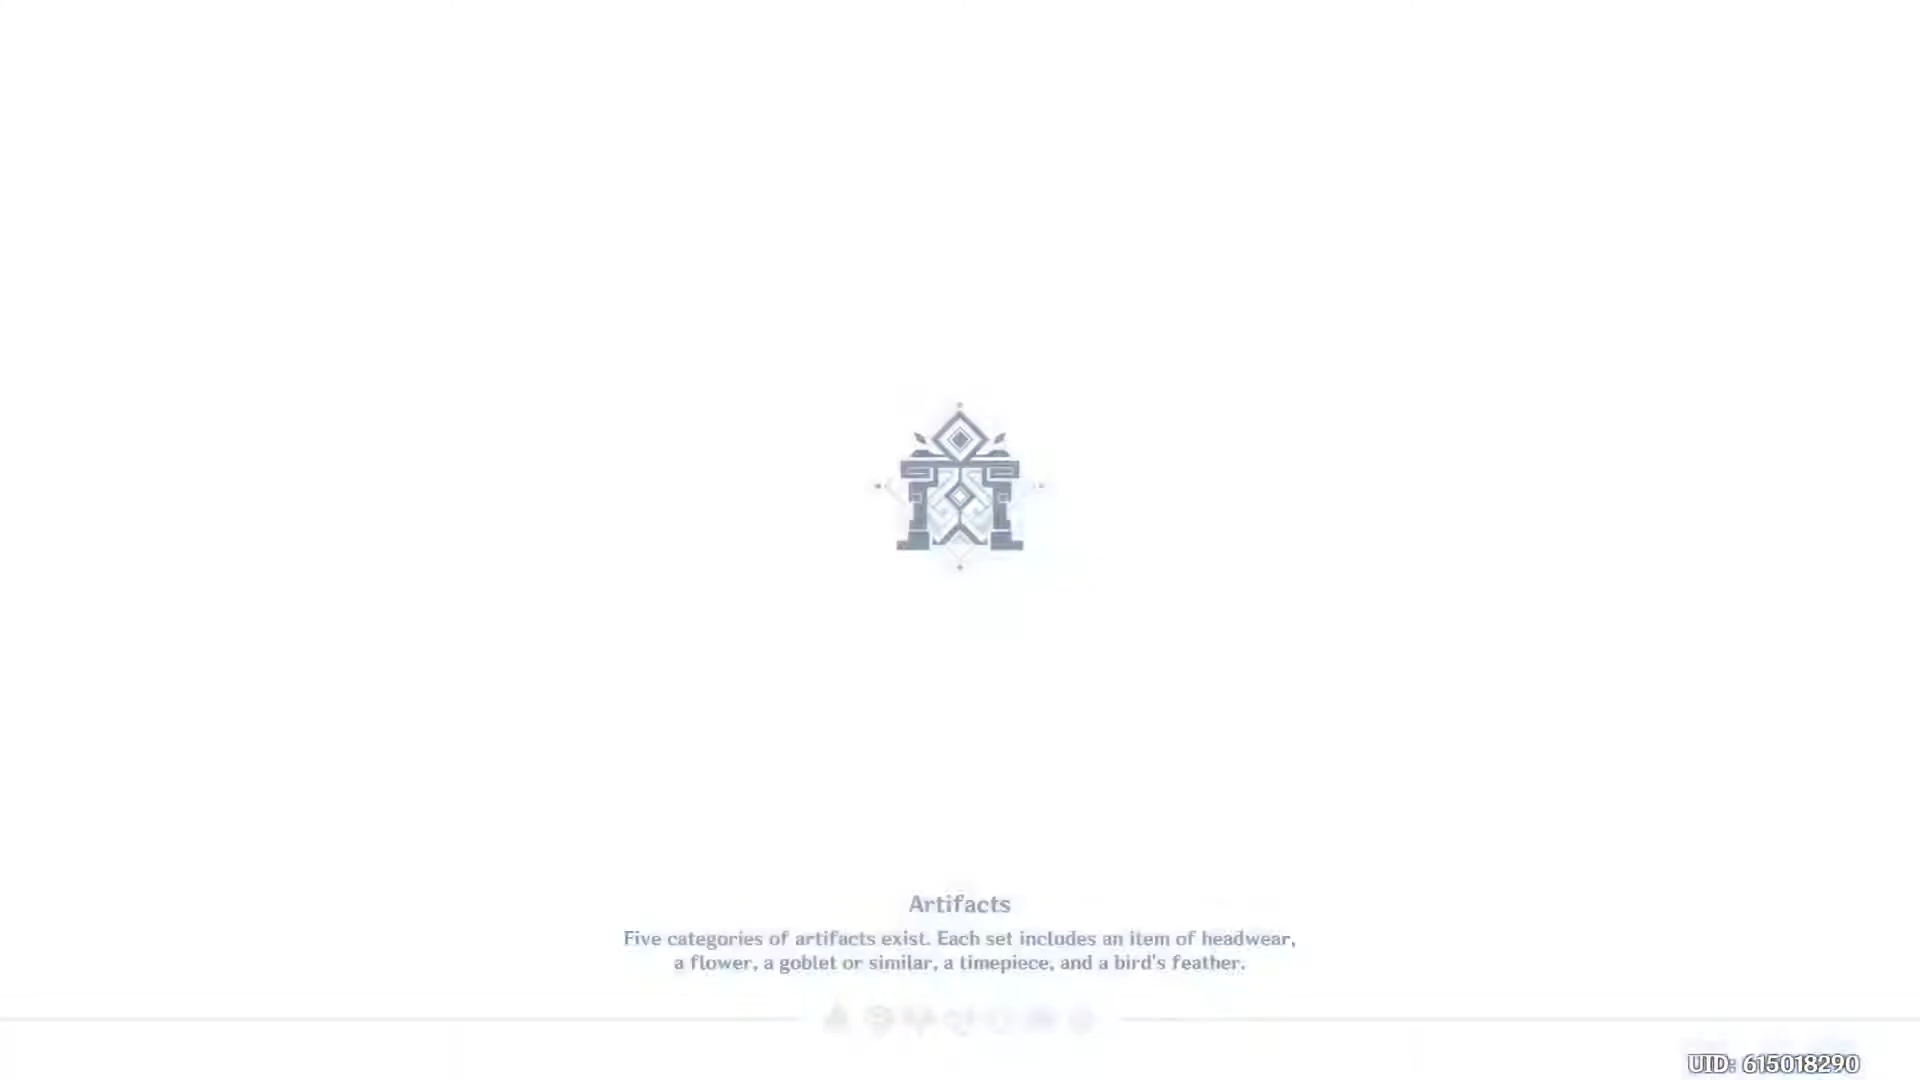 Artifacts
Five categories of artifacts exist. Each set includes an item of headwear,
a flower, a goblet or similar, a timepiece, and a bird's feather.
UID: 615018290